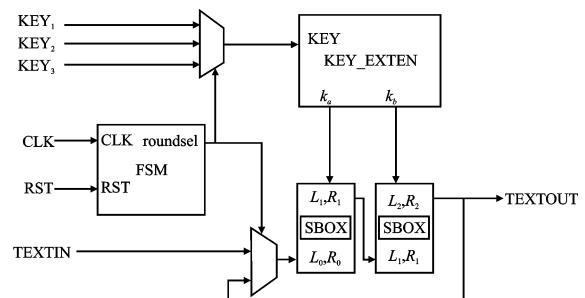 KEY₁
KEY₂
KEY₃
KEY
KEY_EXTEN
kₐ k_b
CLK
CLK roundsel
FSM
RST
RST
L₁,R₁
SBOX
L₀,R₀
L₂,R₂
SBOX
L₁,R₁
TEXTOUT
TEXTIN